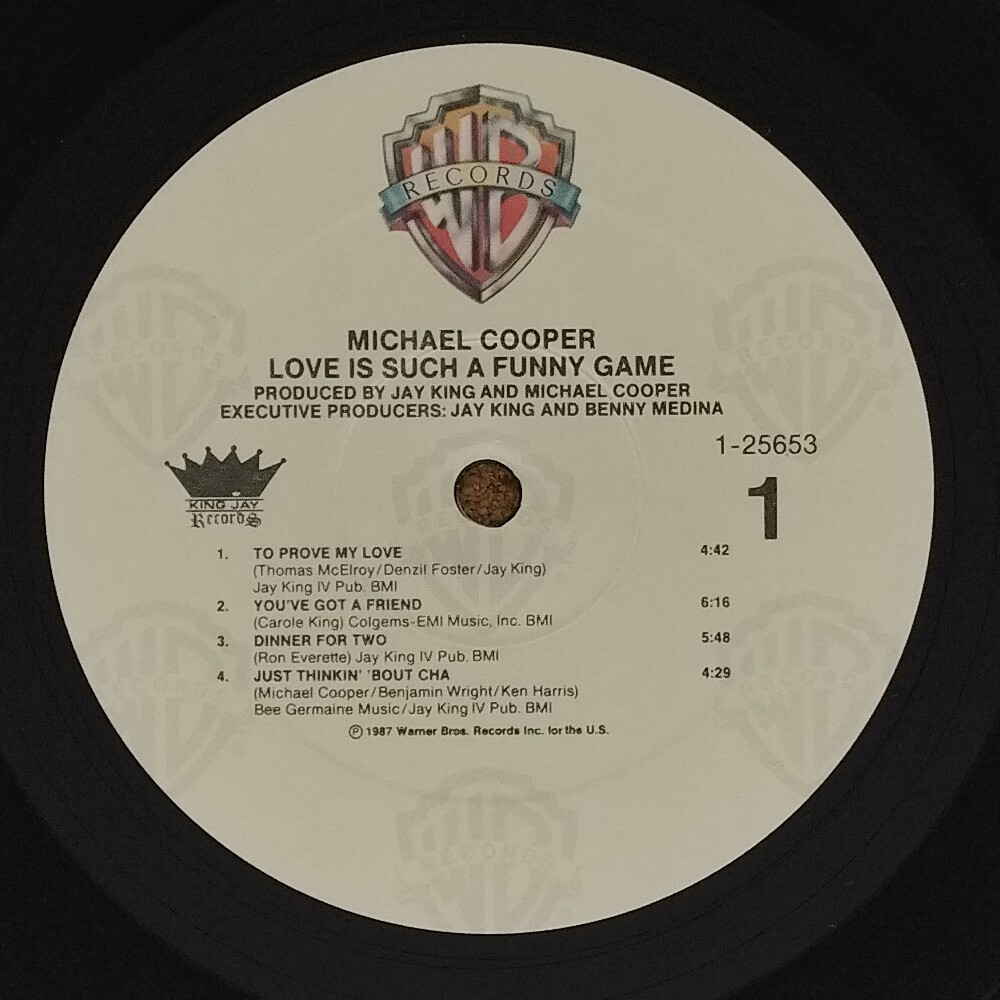 WB
RECORDS
MICHAEL COOPER
LOVE IS SUCH A FUNNY GAME
PRODUCED BY JAY KING AND MICHAEL COOPER
EXECUTIVE PRODUCERS: JAY KING AND BENNY MEDINA
1-25653
1
KING JAY
Records
1. TO PROVE MY LOVE 4:42
(Thomas McElroy/Denzil Foster/Jay King)
Jay King IV Pub. BMI
2. YOU'VE GOT A FRIEND 6:16
(Carole King) Colgems-EMI Music, Inc. BMI
3. DINNER FOR TWO 5:48
(Ron Everette) Jay King IV Pub. BMI
4. JUST THINKIN' 'BOUT CHA 4:29
(Michael Cooper/Benjamin Wright/Ken Harris)
Bee Germaine Music/Jay King IV Pub. BMI
℗ 1987 Warner Bros. Records Inc. for the U.S.